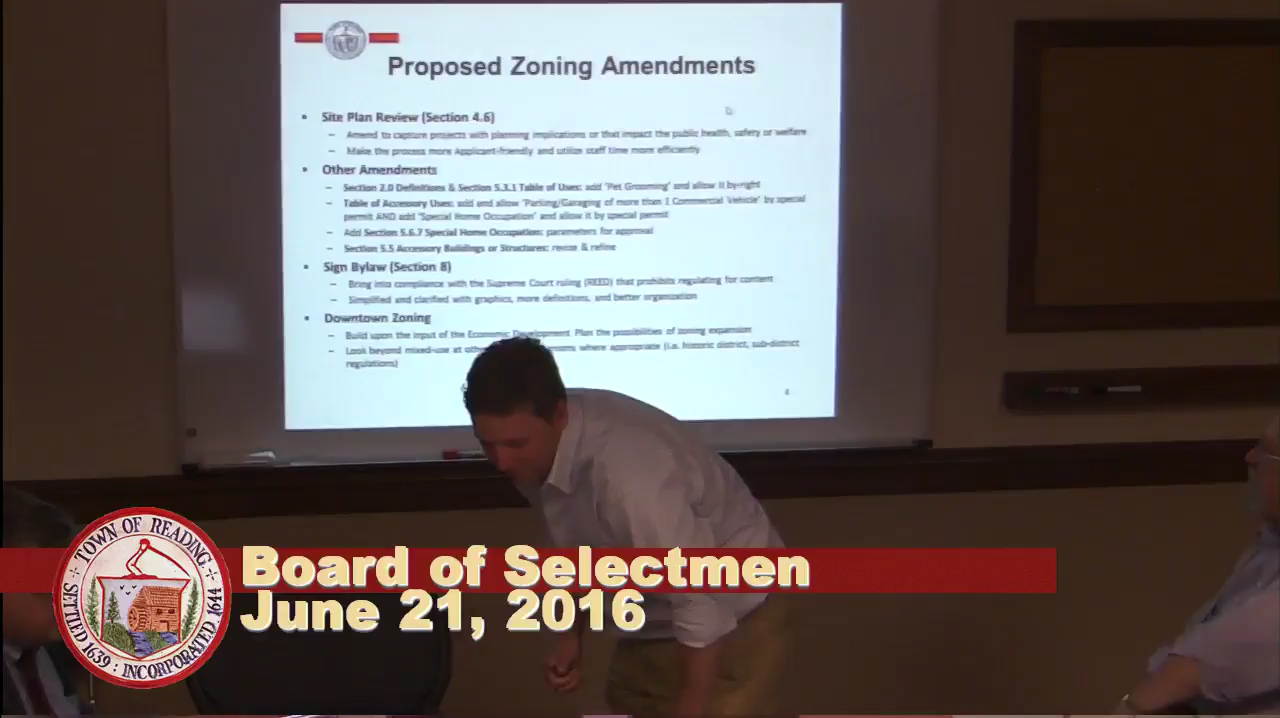 Proposed Zoning Amendments
Site Plan Review (Section 4.6)
– Amend to capture projects with planning implications or that impact the public health, safety or welfare
– Make the process more Applicant-friendly and utilize staff time more efficiently
Other Amendments
– Section 2.0 Definitions & Section 5.3.1 Table of Uses: add 'Pet Grooming' and allow it by-right
– Table of Accessory Uses: add and allow 'Parking/Garaging of more than 1 Commercial Vehicle' by special
permit AND add 'Special Home Occupation' and allow it by special permit
– Add Section 5.6.7 Special Home Occupation: parameters for approval
– Section 5.5 Accessory Buildings or Structures: revise & refine
Sign Bylaw (Section 8)
– Bring into compliance with the Supreme Court ruling (REED) that prohibits regulating for content
– Simplified and clarified with graphics, more definitions, and better organization
Downtown Zoning
– Build upon the input of the Economic Development Plan the possibilities of zoning expansion
– Look beyond mixed-use at where appropriate (i.e. historic district, sub-district
regulations)
4
TOWN OF READING
SETTLED 1639 : INCORPORATED 1644
Board of Selectmen
June 21, 2016